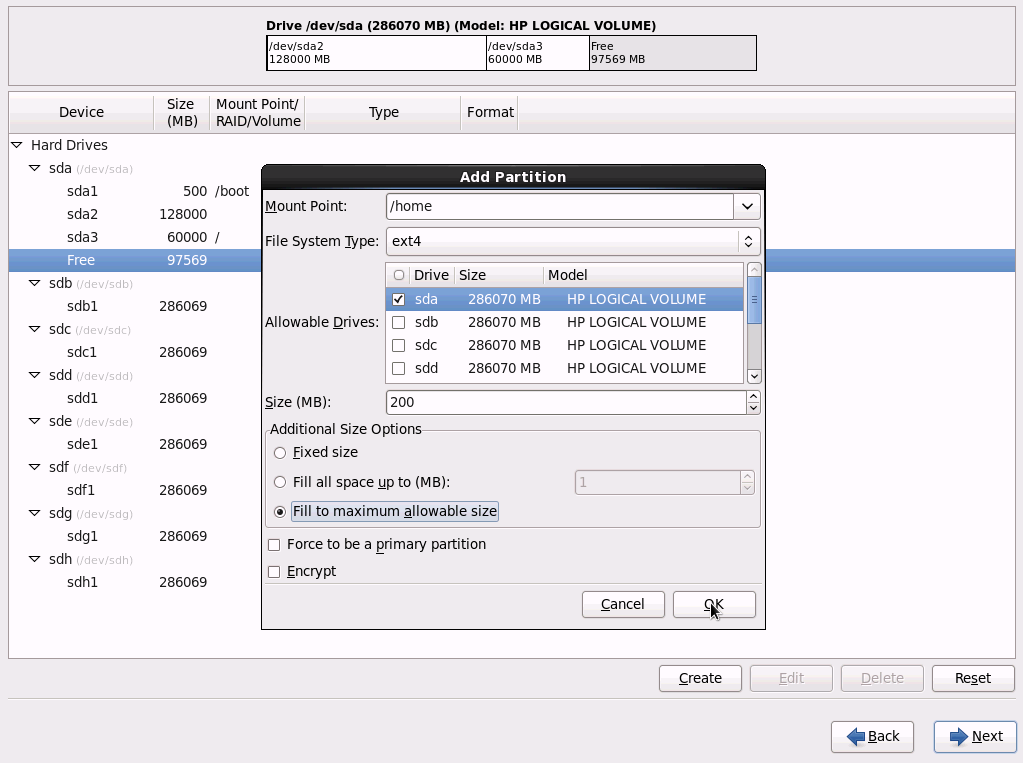 Drive /dev/sda (286070 MB) (Model: HP LOGICAL VOLUME)
/dev/sda2 /dev/sda3 Free
128000 MB 60000 MB 97569 MB
Device Size (MB) Mount Point/ RAID/Volume Type Format
Hard Drives
sda (/dev/sda)
sda1 500 /boot
sda2 128000
sda3 60000 /
Free 97569
sdb (/dev/sdb)
sdb1 286069
sdc (/dev/sdc)
sdc1 286069
sdd (/dev/sdd)
sdd1 286069
sde (/dev/sde)
sde1 286069
sdf (/dev/sdf)
sdf1 286069
sdg (/dev/sdg)
sdg1 286069
sdh (/dev/sdh)
sdh1 286069
Add Partition
Mount Point: /home
File System Type: ext4
Allowable Drives:
Drive Size Model
sda 286070 MB HP LOGICAL VOLUME
sdb 286070 MB HP LOGICAL VOLUME
sdc 286070 MB HP LOGICAL VOLUME
sdd 286070 MB HP LOGICAL VOLUME
Size (MB): 200
Additional Size Options
Fixed size
Fill all space up to (MB): 1
Fill to maximum allowable size
Force to be a primary partition
Encrypt
Cancel OK
Create Edit Delete Reset
Back Next